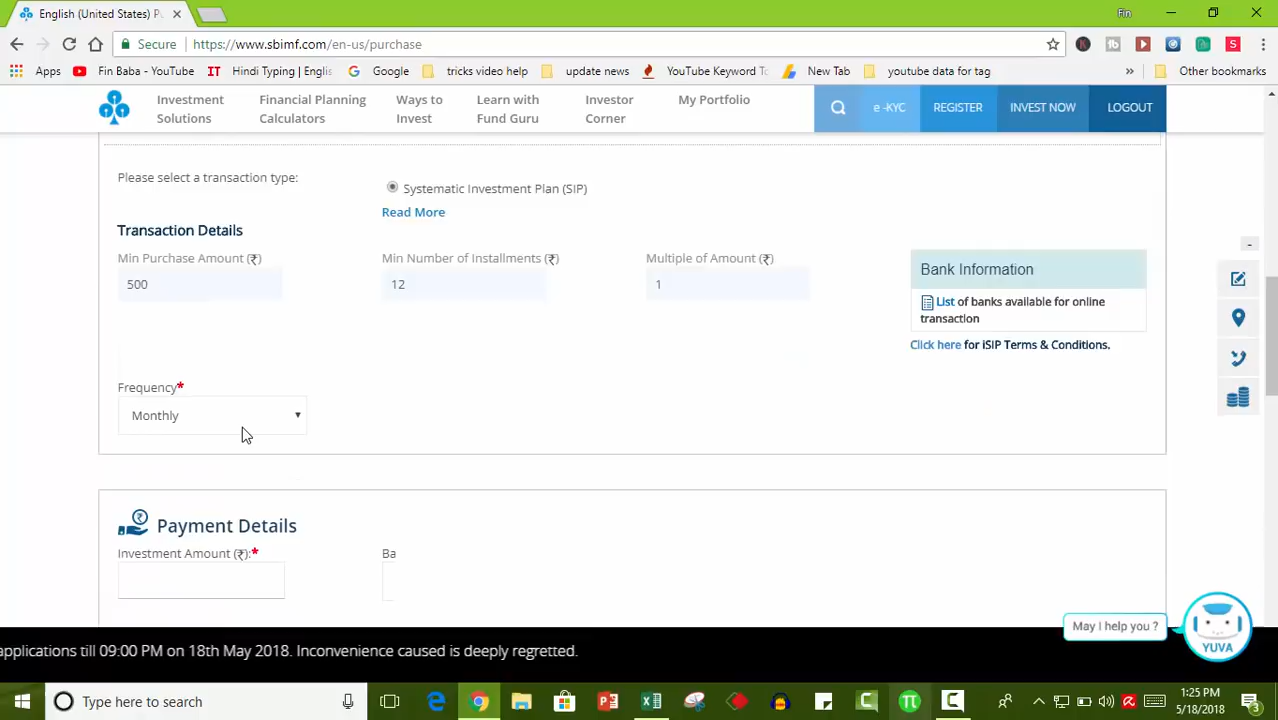 English (United States) Pu
Fin
Secure
https://www.sbimf.com/en-us/purchase
Apps
Fin Baba - YouTube
Hindi Typing | Englis
Google
tricks video help
update news
YouTube Keyword To
New Tab
youtube data for tag
»
Other bookmarks
Investment Solutions
Financial Planning Calculators
Ways to Invest
Learn with Fund Guru
Investor Corner
My Portfolio
e -KYC
REGISTER
INVEST NOW
LOGOUT
Please select a transaction type:
Systematic Investment Plan (SIP)
Read More
Transaction Details
Min Purchase Amount (₹)
Min Number of Installments (₹)
Multiple of Amount (₹)
500
12
1
Bank Information
List of banks available for online
transaction
Click here for iSIP Terms & Conditions.
Frequency*
Monthly
Payment Details
Investment Amount (₹):*
Ba
May I help you ?
YUVA
applications till 09:00 PM on 18th May 2018. Inconvenience caused is deeply regretted.
Type here to search
1:25 PM
5/18/2018
3